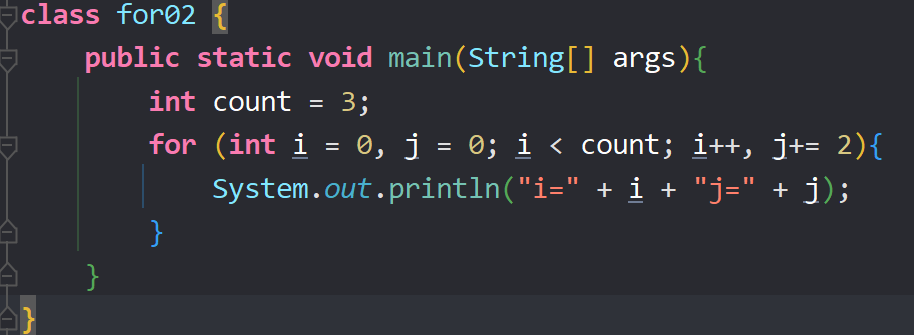 class for02 {
    public static void main(String[] args){
        int count = 3;
        for (int i = 0, j = 0; i < count; i++, j+= 2){
            System.out.println("i=" + i + "j=" + j);
        }
    }
}